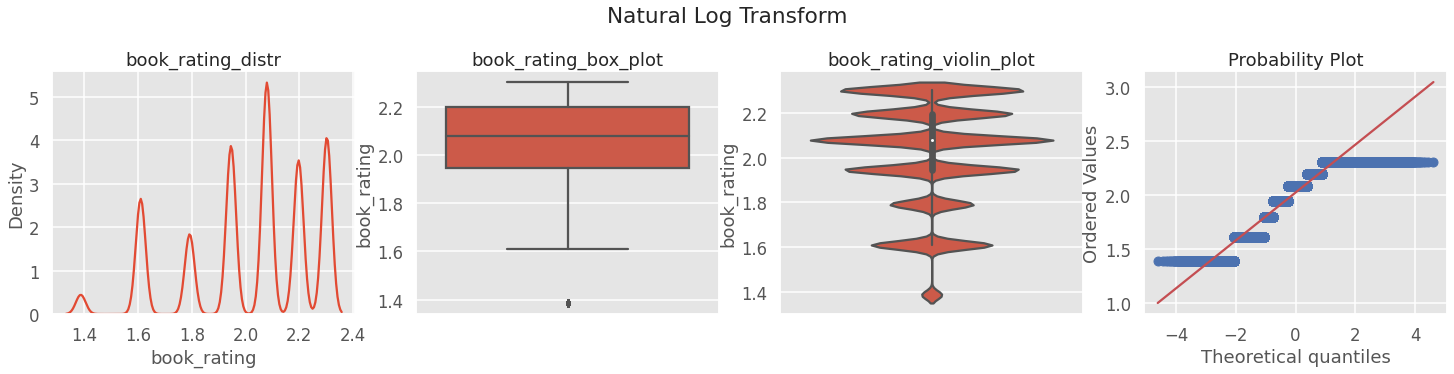 Natural Log Transform
book_rating_distr
book_rating_box_plot
book_rating_violin_plot
Probability Plot
Density
5
4
3
2
1
0
1.4 1.6 1.8 2.0 2.2 2.4
book_rating
book_rating
2.2
2.0
1.8
1.6
1.4
book_rating
2.2
2.0
1.8
1.6
1.4
Ordered Values
3.0
2.5
2.0
1.5
1.0
−4 −2 0 2 4
Theoretical quantiles